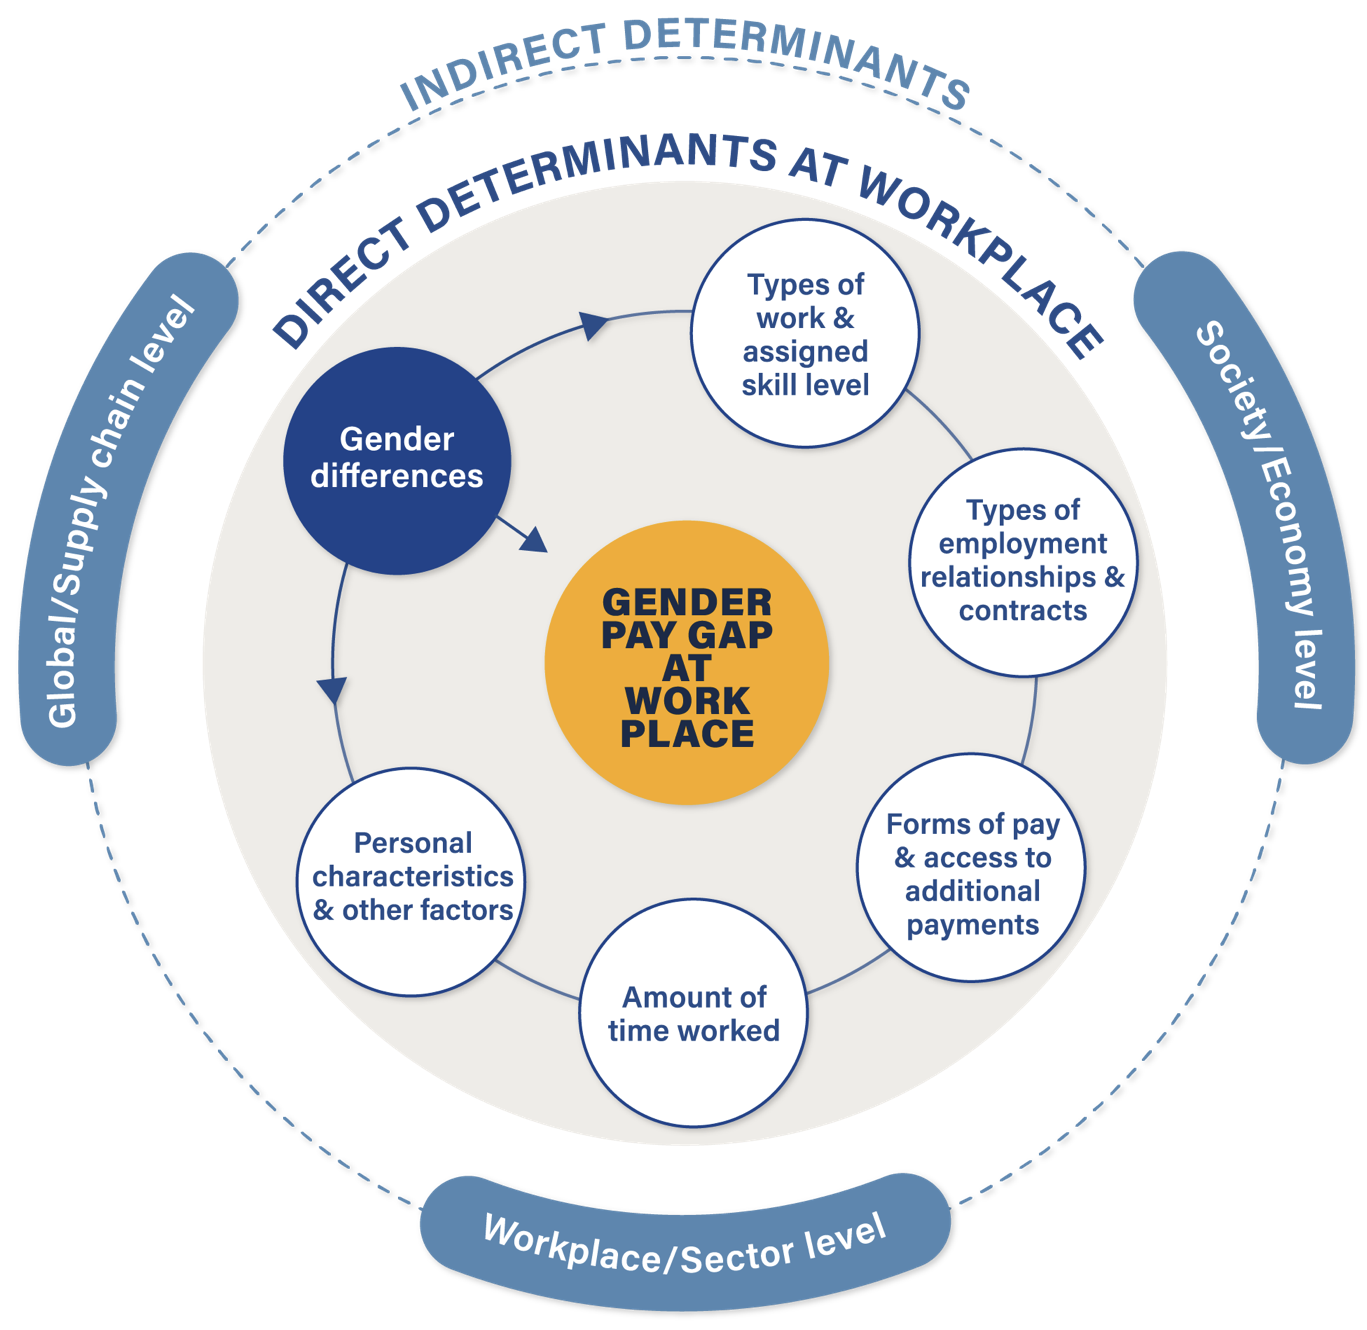 INDIRECT DETERMINANTS
DIRECT DETERMINANTS AT WORKPLACE
Global/Supply chain level
Society/Economy level
Workplace/Sector level
Gender
differences
Types of
work &
assigned
skill level
Types of
employment
relationships &
contracts
Forms of pay
& access to
additional
payments
Amount of
time worked
Personal
characteristics
& other factors
GENDER
PAY GAP
AT
WORK
PLACE